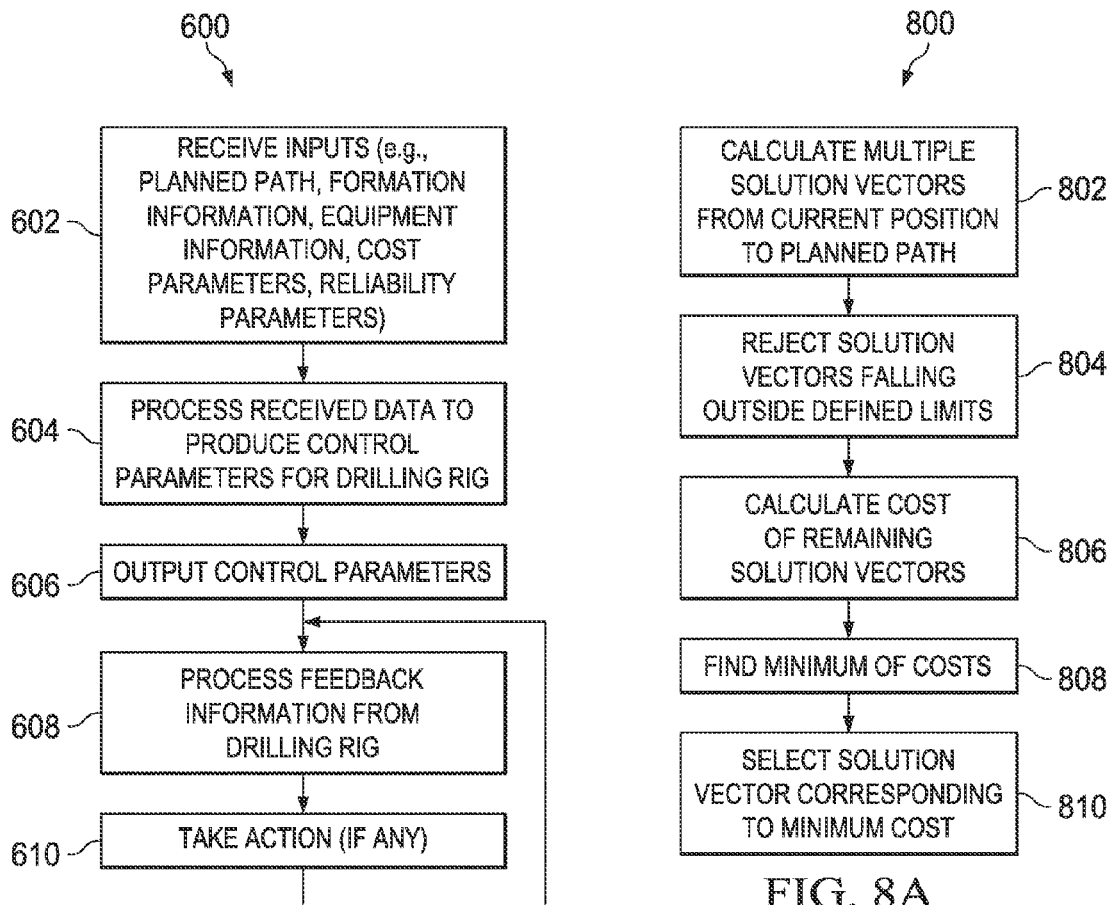 600
RECEIVE INPUTS (e.g.,
PLANNED PATH, FORMATION
INFORMATION, EQUIPMENT
INFORMATION, COST
PARAMETERS, RELIABILITY
PARAMETERS)
602
PROCESS RECEIVED DATA TO
PRODUCE CONTROL
PARAMETERS FOR DRILLING RIG
604
OUTPUT CONTROL PARAMETERS
606
PROCESS FEEDBACK
INFORMATION FROM
DRILLING RIG
608
TAKE ACTION (IF ANY)
610
800
CALCULATE MULTIPLE
SOLUTION VECTORS
FROM CURRENT POSITION
TO PLANNED PATH
802
REJECT SOLUTION
VECTORS FALLING
OUTSIDE DEFINED LIMITS
804
CALCULATE COST
OF REMAINING
SOLUTION VECTORS
806
FIND MINIMUM OF COSTS
808
SELECT SOLUTION
VECTOR CORRESPONDING
TO MINIMUM COST
810
FIG. 8A